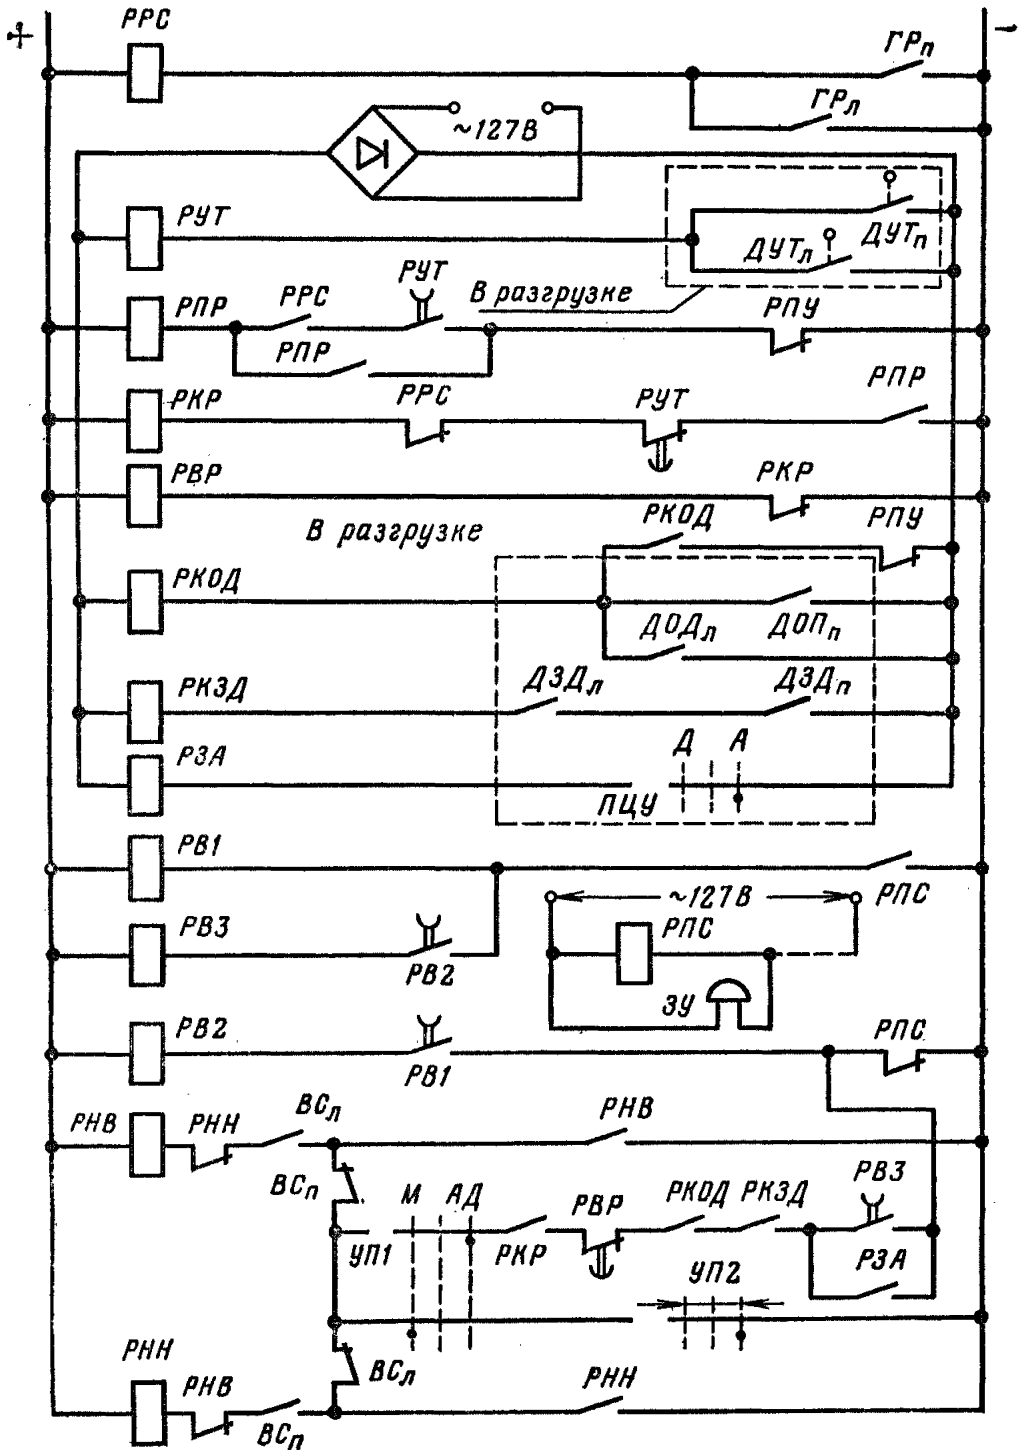 + РРС −
ГРп
ГРл
~127В
РУТ
ДУТп
ДУТл
РУТ
В разгрузке
РПР РРС РПУ
РПР
РКР РРС РУТ РПР
РВР РКР
В разгрузке
РКОД РПУ
РКОД
ДОДл ДОПп
РКЗД ДЗДл ДЗДп
РЗА Д А
ПЦУ
РВ1
~127В РПС
РВ3 РПС
РВ2
ЗУ
РВ2 РПС
РВ1
РНВ РНН ВСл РНВ
ВСп М АД РВР РКОД РКЗД РВ3
УП1 РКР УП2 РЗА
РНН
РНВ ВСл РНН
ВСп